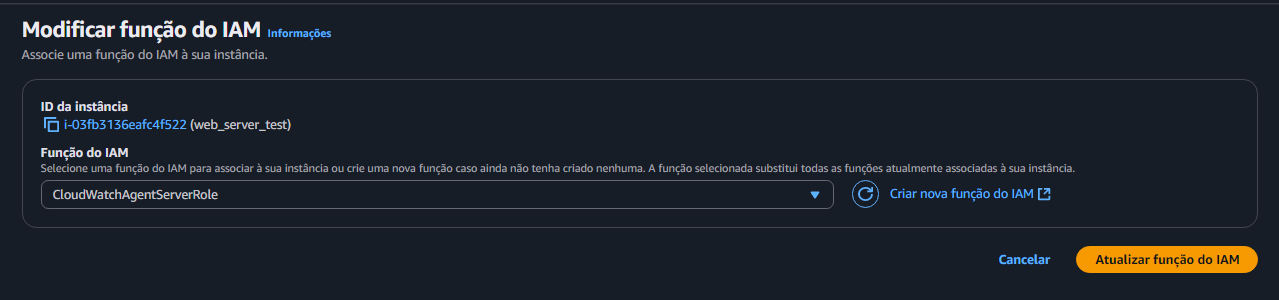 Modificar função do IAM Informações
Associe uma função do IAM à sua instância.
ID da instância
i-03fb3136eafc4f522 (web_server_test)
Função do IAM
Selecione uma função do IAM para associar à sua instância ou crie uma nova função caso ainda não tenha criado nenhuma. A função selecionada substitui todas as funções atualmente associadas à sua instância.
CloudWatchAgentServerRole
Criar nova função do IAM
Cancelar
Atualizar função do IAM